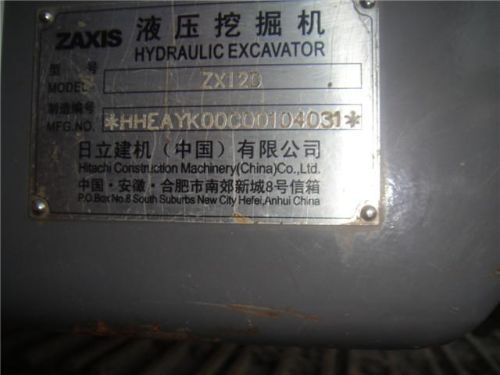 ZAXIS 液压挖掘机
HYDRAULIC EXCAVATOR
型号
MODEL ZX120
制造编号
MFG.NO. *HHEAYK00C00104031*
日立建机（中国）有限公司
Hitachi Construction Machinery(China)Co.,Ltd.
中国·安徽·合肥市南郊新城8号信箱
P.O.Box No.8 South Suburbs New City Hefei,Anhui China